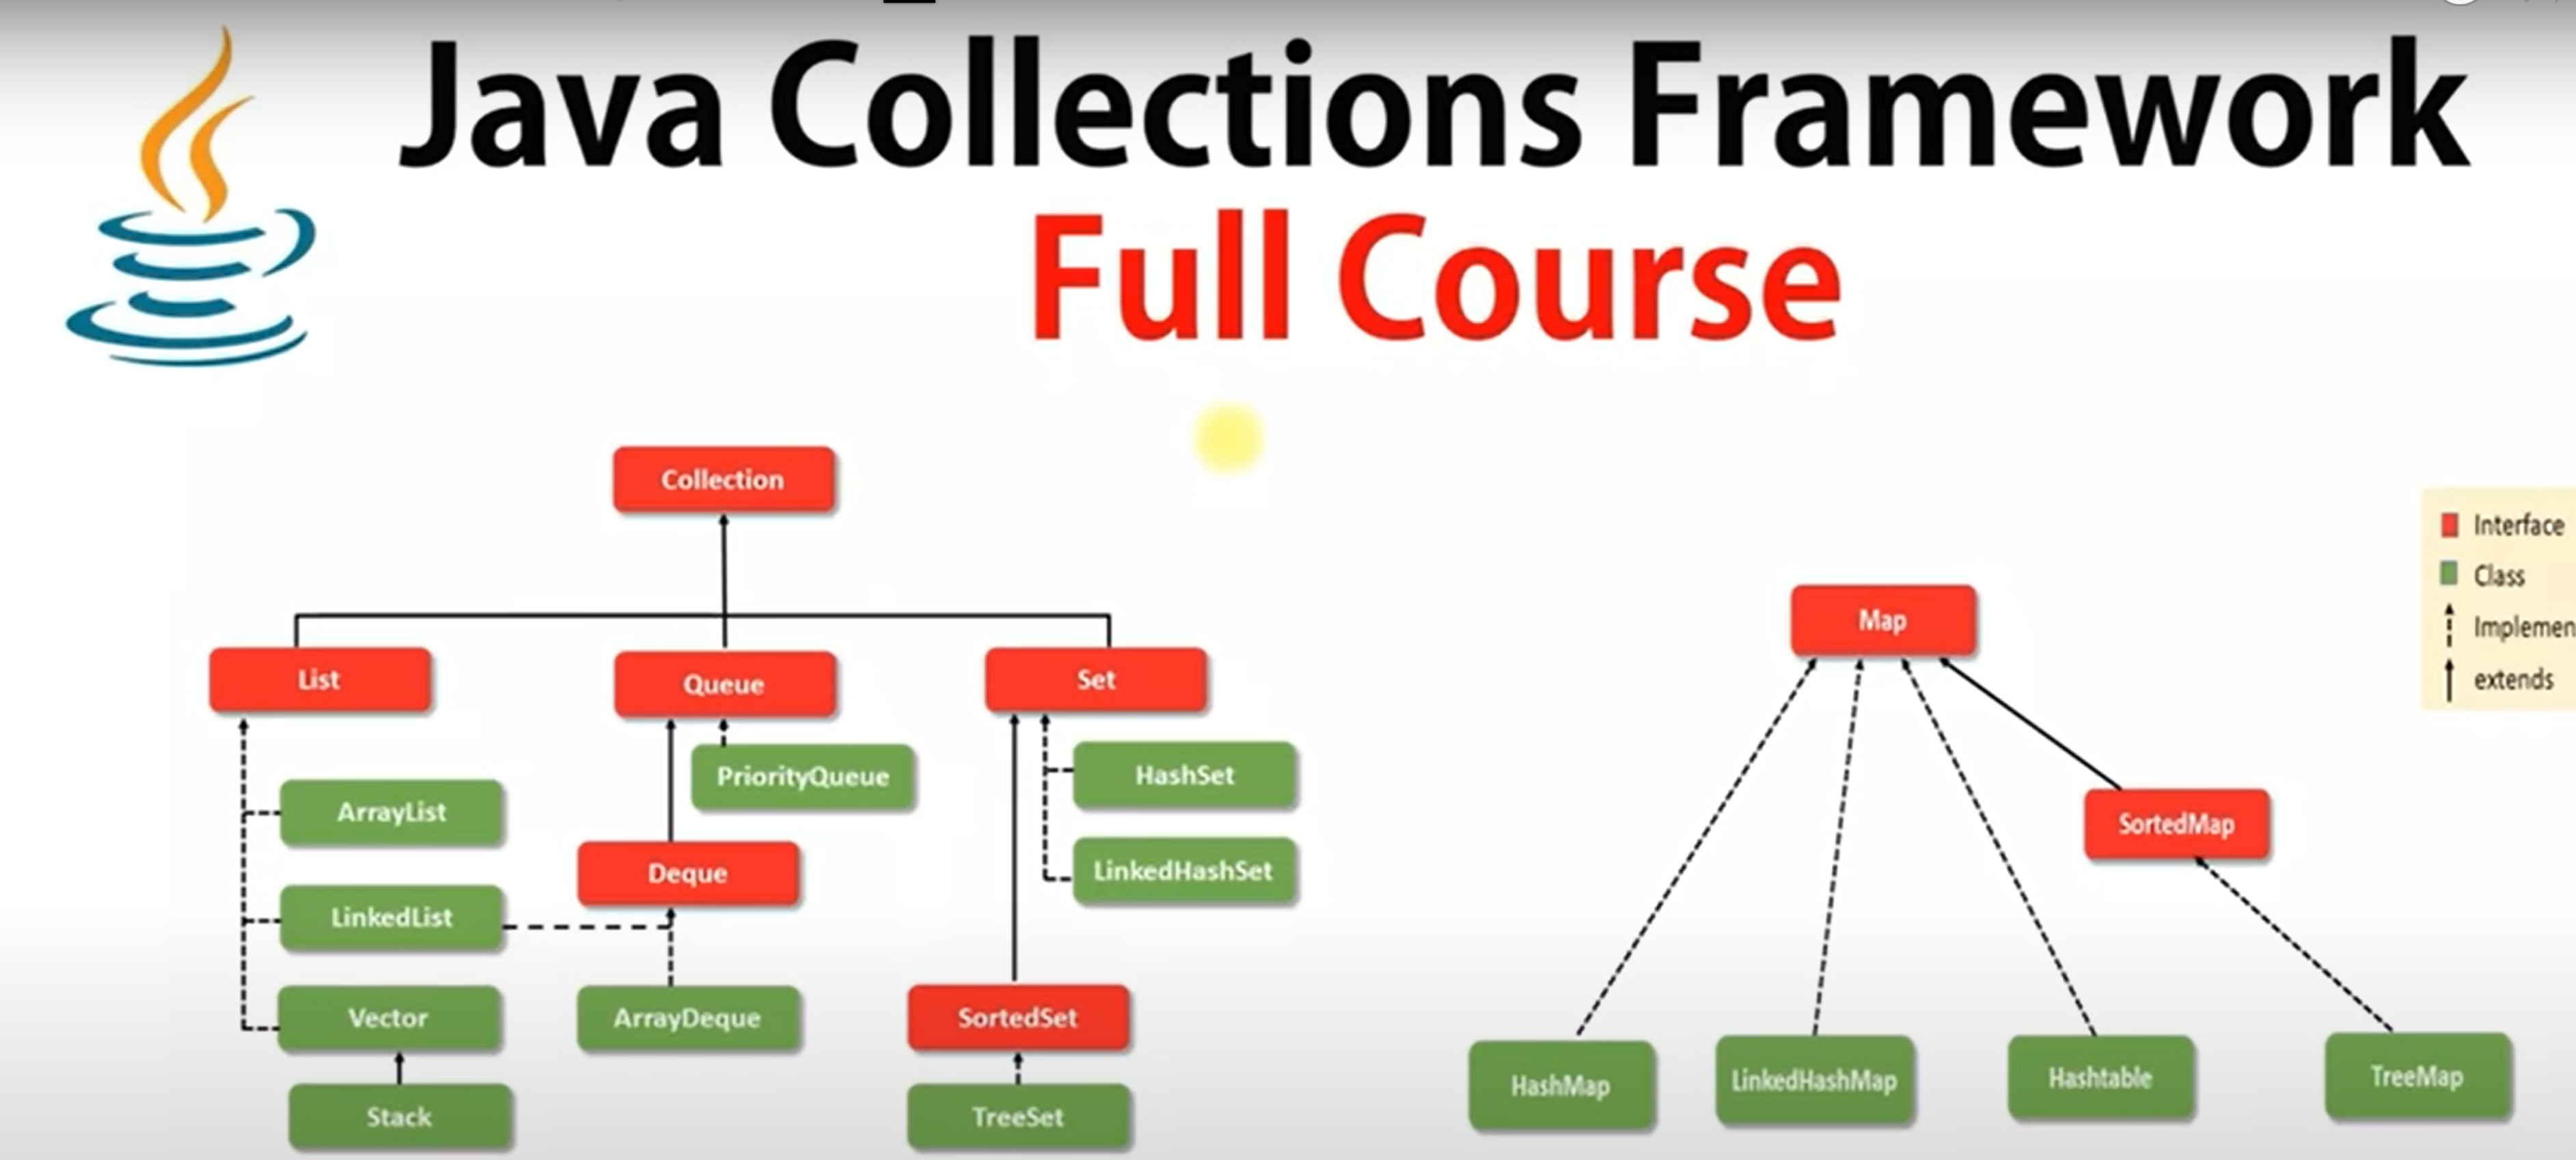 Java Collections Framework
Full Course
Collection
List
Queue
Set
PriorityQueue
HashSet
ArrayList
Deque
LinkedHashSet
LinkedList
Vector
ArrayDeque
SortedSet
Stack
TreeSet
Map
SortedMap
HashMap
LinkedHashMap
Hashtable
TreeMap
Interface
Class
Implemen
extends